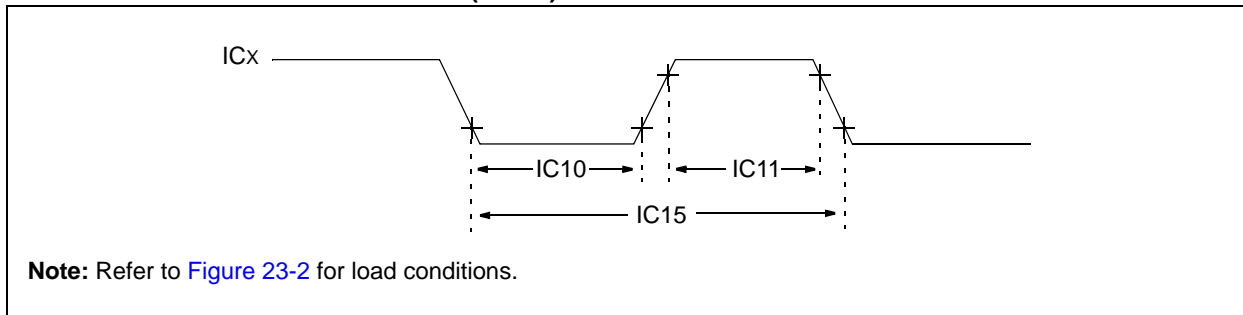 ICx
IC10
IC11
IC15
Note: Refer to Figure 23-2 for load conditions.